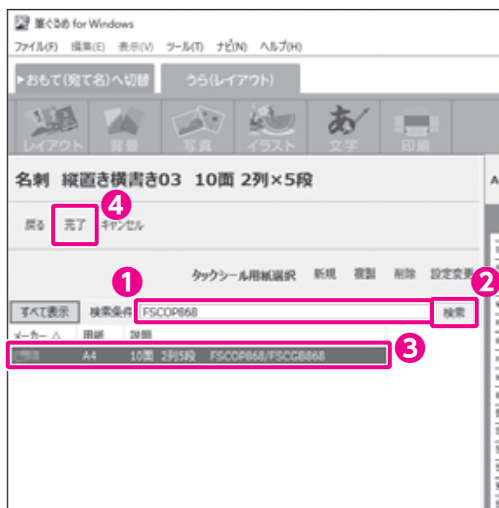 筆ぐるめ for Windows
ファイル(F) 編集(E) 表示(V) ツール(T) ナビ(N) ヘルプ(H)
▶おもて(宛て名)へ切替 うら(レイアウト)
レイアウト 背景 写真 イラスト 文字 印刷
名刺 縦置き横書き03 10面 2列×5段
4
戻る 完了 キャンセル
タックシール用紙選択 新規 複製 削除 設定変更
1 2
すべて表示 検索条件 FSCOP868 検索
メーカー △ 用紙 説明
A4 10面 2列5段 FSCOP868/FSCGB868
3